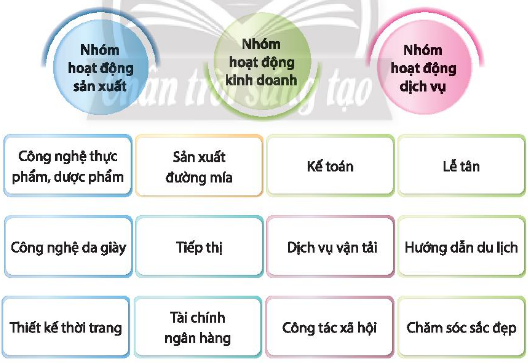 Nhóm
hoạt động
sản xuất
Nhóm
hoạt động
kinh doanh
Nhóm
hoạt động
dịch vụ
Chân trời sáng tạo
Công nghệ thực
phẩm, dược phẩm
Sản xuất
đường mía
Kế toán
Lễ tân
Công nghệ da giày
Tiếp thị
Dịch vụ vận tải
Hướng dẫn du lịch
Thiết kế thời trang
Tài chính
ngân hàng
Công tác xã hội
Chăm sóc sắc đẹp